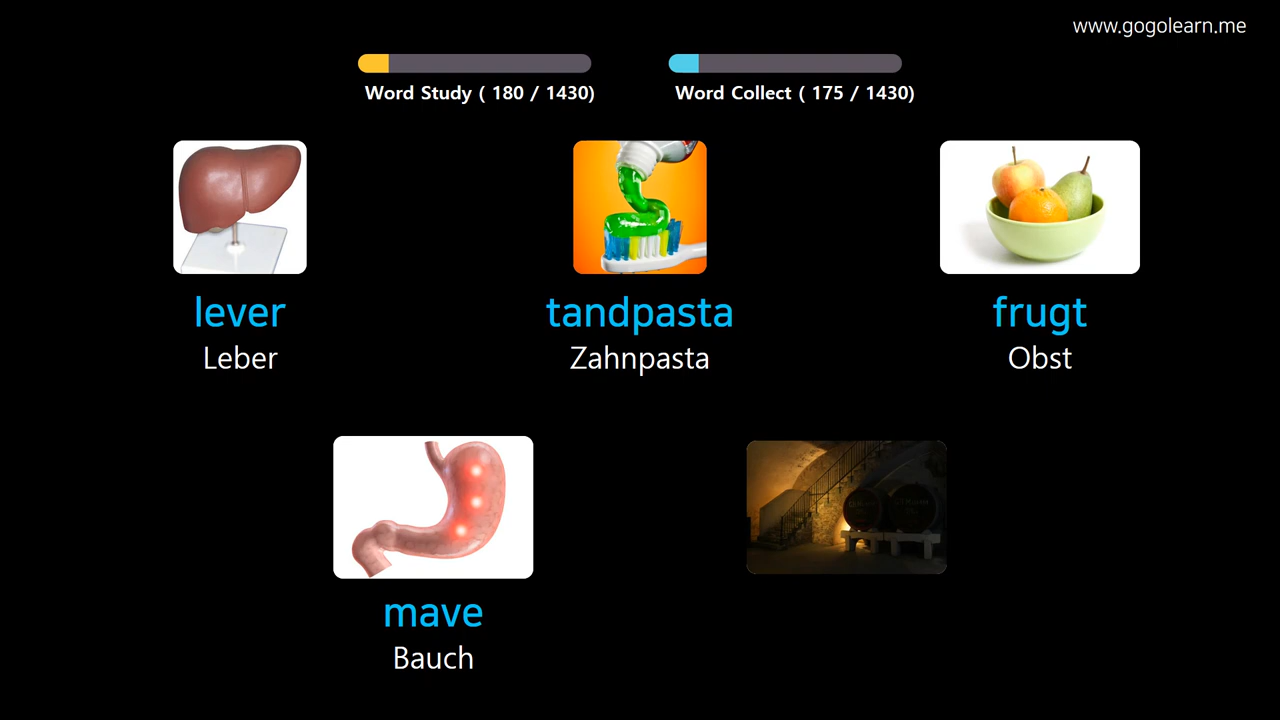 www.gogolearn.me
Word Study ( 180 / 1430)
Word Collect ( 175 / 1430)
lever
Leber
tandpasta
Zahnpasta
frugt
Obst
mave
Bauch